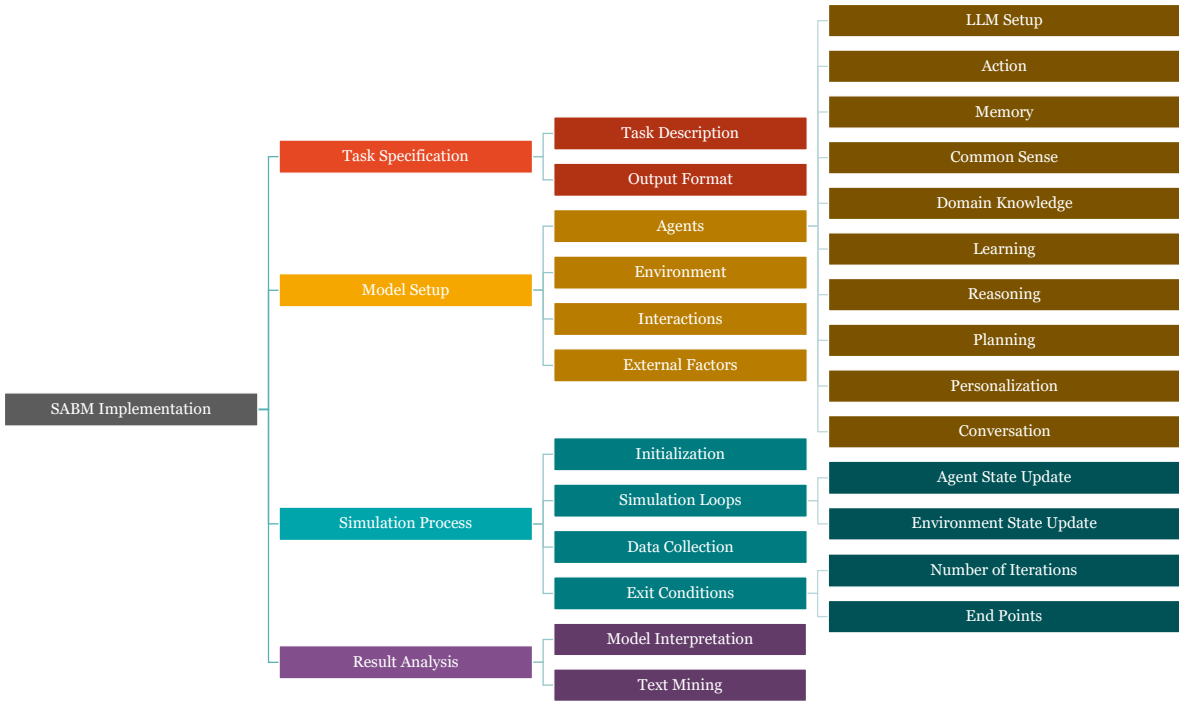 SABM Implementation
Task Specification
Task Description
Output Format
Model Setup
Agents
LLM Setup
Action
Memory
Common Sense
Domain Knowledge
Learning
Reasoning
Planning
Personalization
Conversation
Environment
Interactions
External Factors
Simulation Process
Initialization
Simulation Loops
Agent State Update
Environment State Update
Data Collection
Exit Conditions
Number of Iterations
End Points
Result Analysis
Model Interpretation
Text Mining